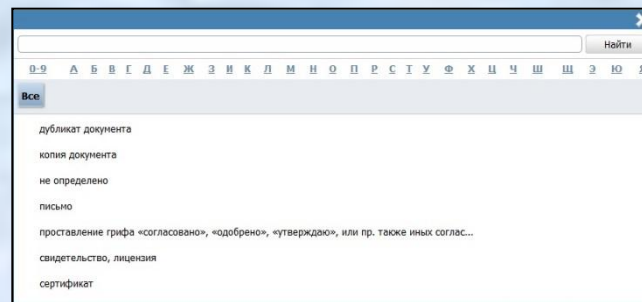 Найти
0-9 А Б В Г Д Е Ж З И К Л М Н О П Р С Т У Ф Х Ц Ч Ш Щ Э Ю Я
Все
дубликат документа
копия документа
не определено
письмо
проставление грифа «согласовано», «одобрено», «утверждаю», или пр. также иных соглас...
свидетельство, лицензия
сертификат